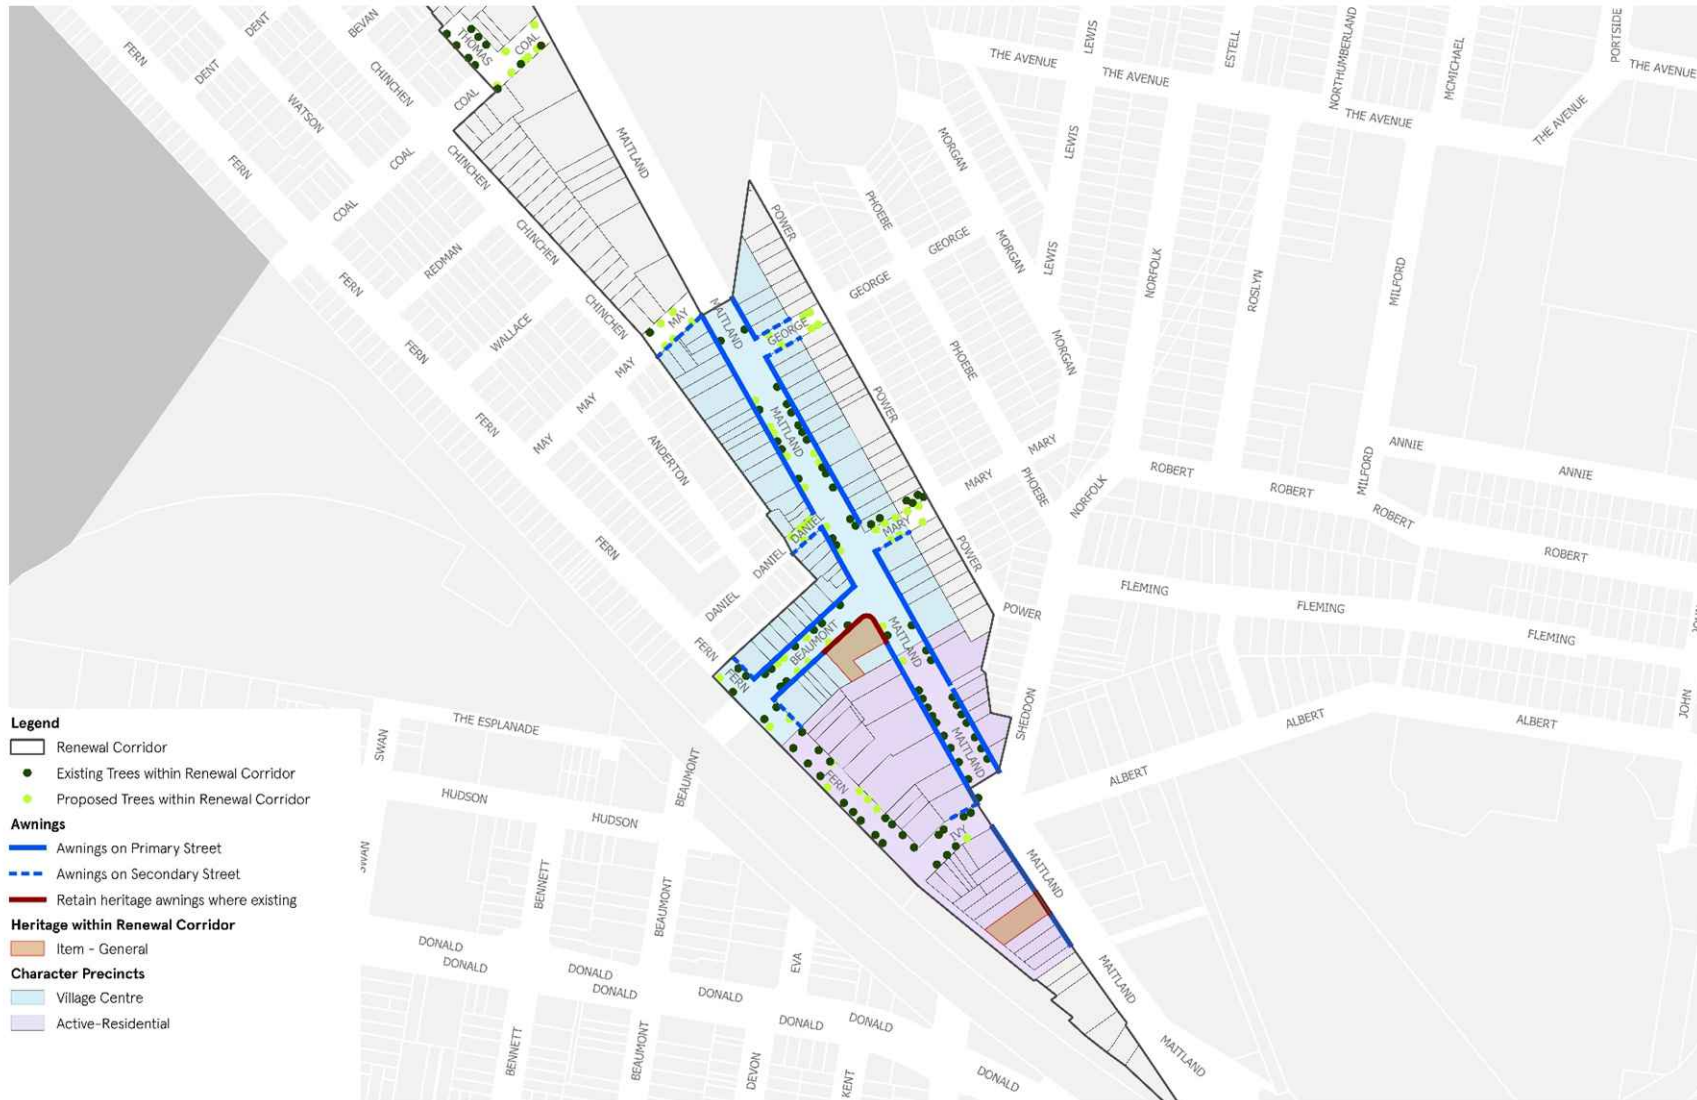 DENT
BEVAN
THOMAS
COAL
LEWIS
ESTELL
NORTHUMBERLAND
MCMICHAEL
PORTSIDE
FERN
DENT
CHINCHEN
THE AVENUE
THE AVENUE
THE AVENUE
WATSON
COAL
THE AVENUE
THE AVENUE
COAL
CHINCHEN
MAITLAND
MORGAN
LEWIS
FERN
COAL
CHINCHEN
POWER
PHOEBE
GEORGE
MORGAN
LEWIS
NORFOLK
ROSLYN
MILFORD
REDMAN
FERN
GEORGE
CHINCHEN
MAY
MAITLAND
GEORGE
WALLACE
FERN
MAY
PHOEBE
MORGAN
MAY
POWER
FERN
MAY
MAITLAND
ANDERTON
MARY
ANNIE
ANNIE
MARY
PHOEBE
NORFOLK
ROBERT
ROBERT
MILFORD
ROBERT
ROBERT
DANIEL
MARY
FERN
DANIEL
POWER
DANIEL
POWER
FLEMING
FLEMING
FLEMING
FERN
BEAUMONT
MAITLAND
FERN
SHEDDON
ALBERT
ALBERT
JOHN
Legend
Renewal Corridor
Existing Trees within Renewal Corridor
Proposed Trees within Renewal Corridor
Awnings
Awnings on Primary Street
Awnings on Secondary Street
Retain heritage awnings where existing
Heritage within Renewal Corridor
Item - General
Character Precincts
Village Centre
Active-Residential
THE ESPLANADE
SWAN
MAITLAND
BEAUMONT
FERN
ALBERT
HUDSON
HUDSON
IVY
SWAN
BENNETT
BEAUMONT
MAITLAND
DONALD
DONALD
DONALD
DONALD
DONALD
EVA
MAITLAND
DONALD
DONALD
BENNETT
BEAUMONT
DEVON
KENT
DONALD
MAITLAND